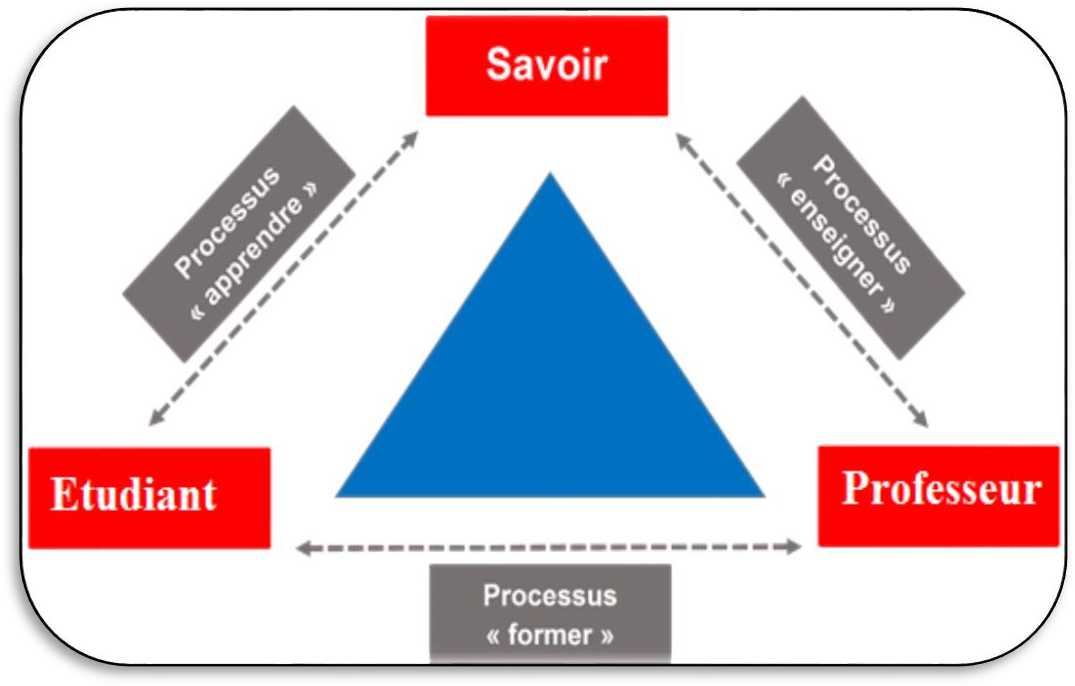 Savoir
Processus
« apprendre »
Processus
« enseigner »
Etudiant
Professeur
Processus
« former »